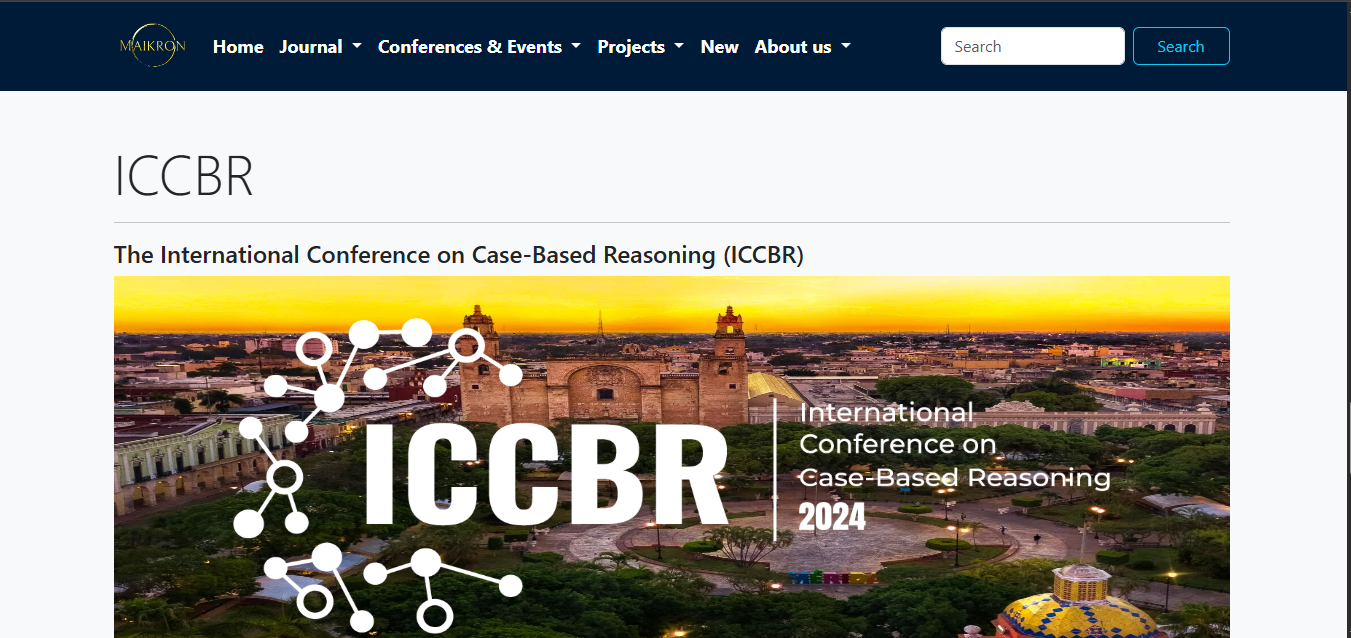 MAIKRON
Home Journal Conferences & Events Projects New About us Search Search
ICCBR
The International Conference on Case-Based Reasoning (ICCBR)
ICCBR
International
Conference on
Case-Based Reasoning
2024
MÉRIDA